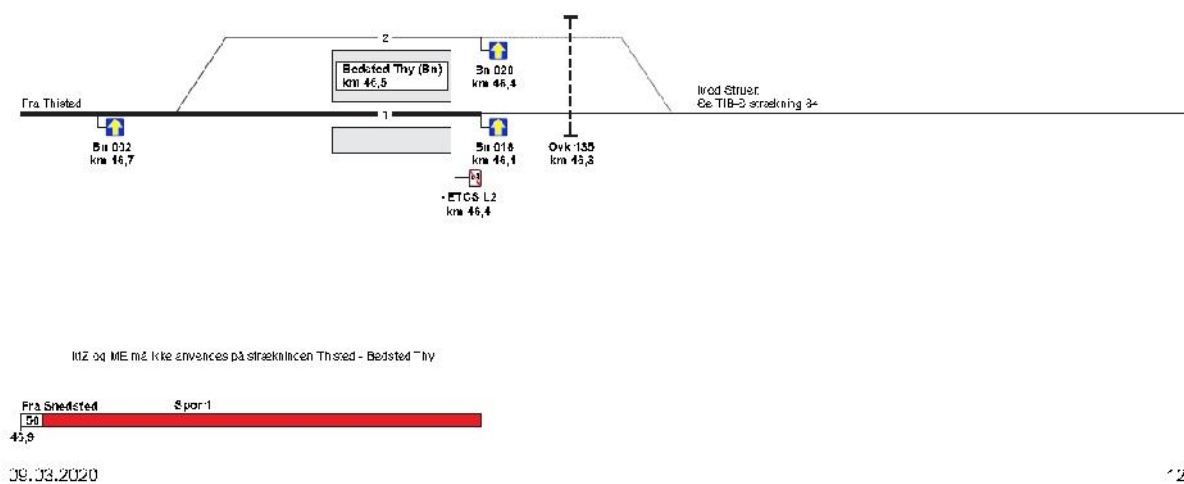 2
Bedsted Thy (Bn)
km 46,5
Bn 020
km 46,4
Fra Thisted
mod Struer.
Se TIB-S strækning 34
1
Bn 002
km 46,7
Bn 018
km 46,4
Ovk 135
km 46,3
- ETCS L2
km 46,4
MZ og ME må ikke anvendes på strækningen Thisted - Bedsted Thy
Fra Snedsted Spor 1
50
46,9
09.03.2020
12